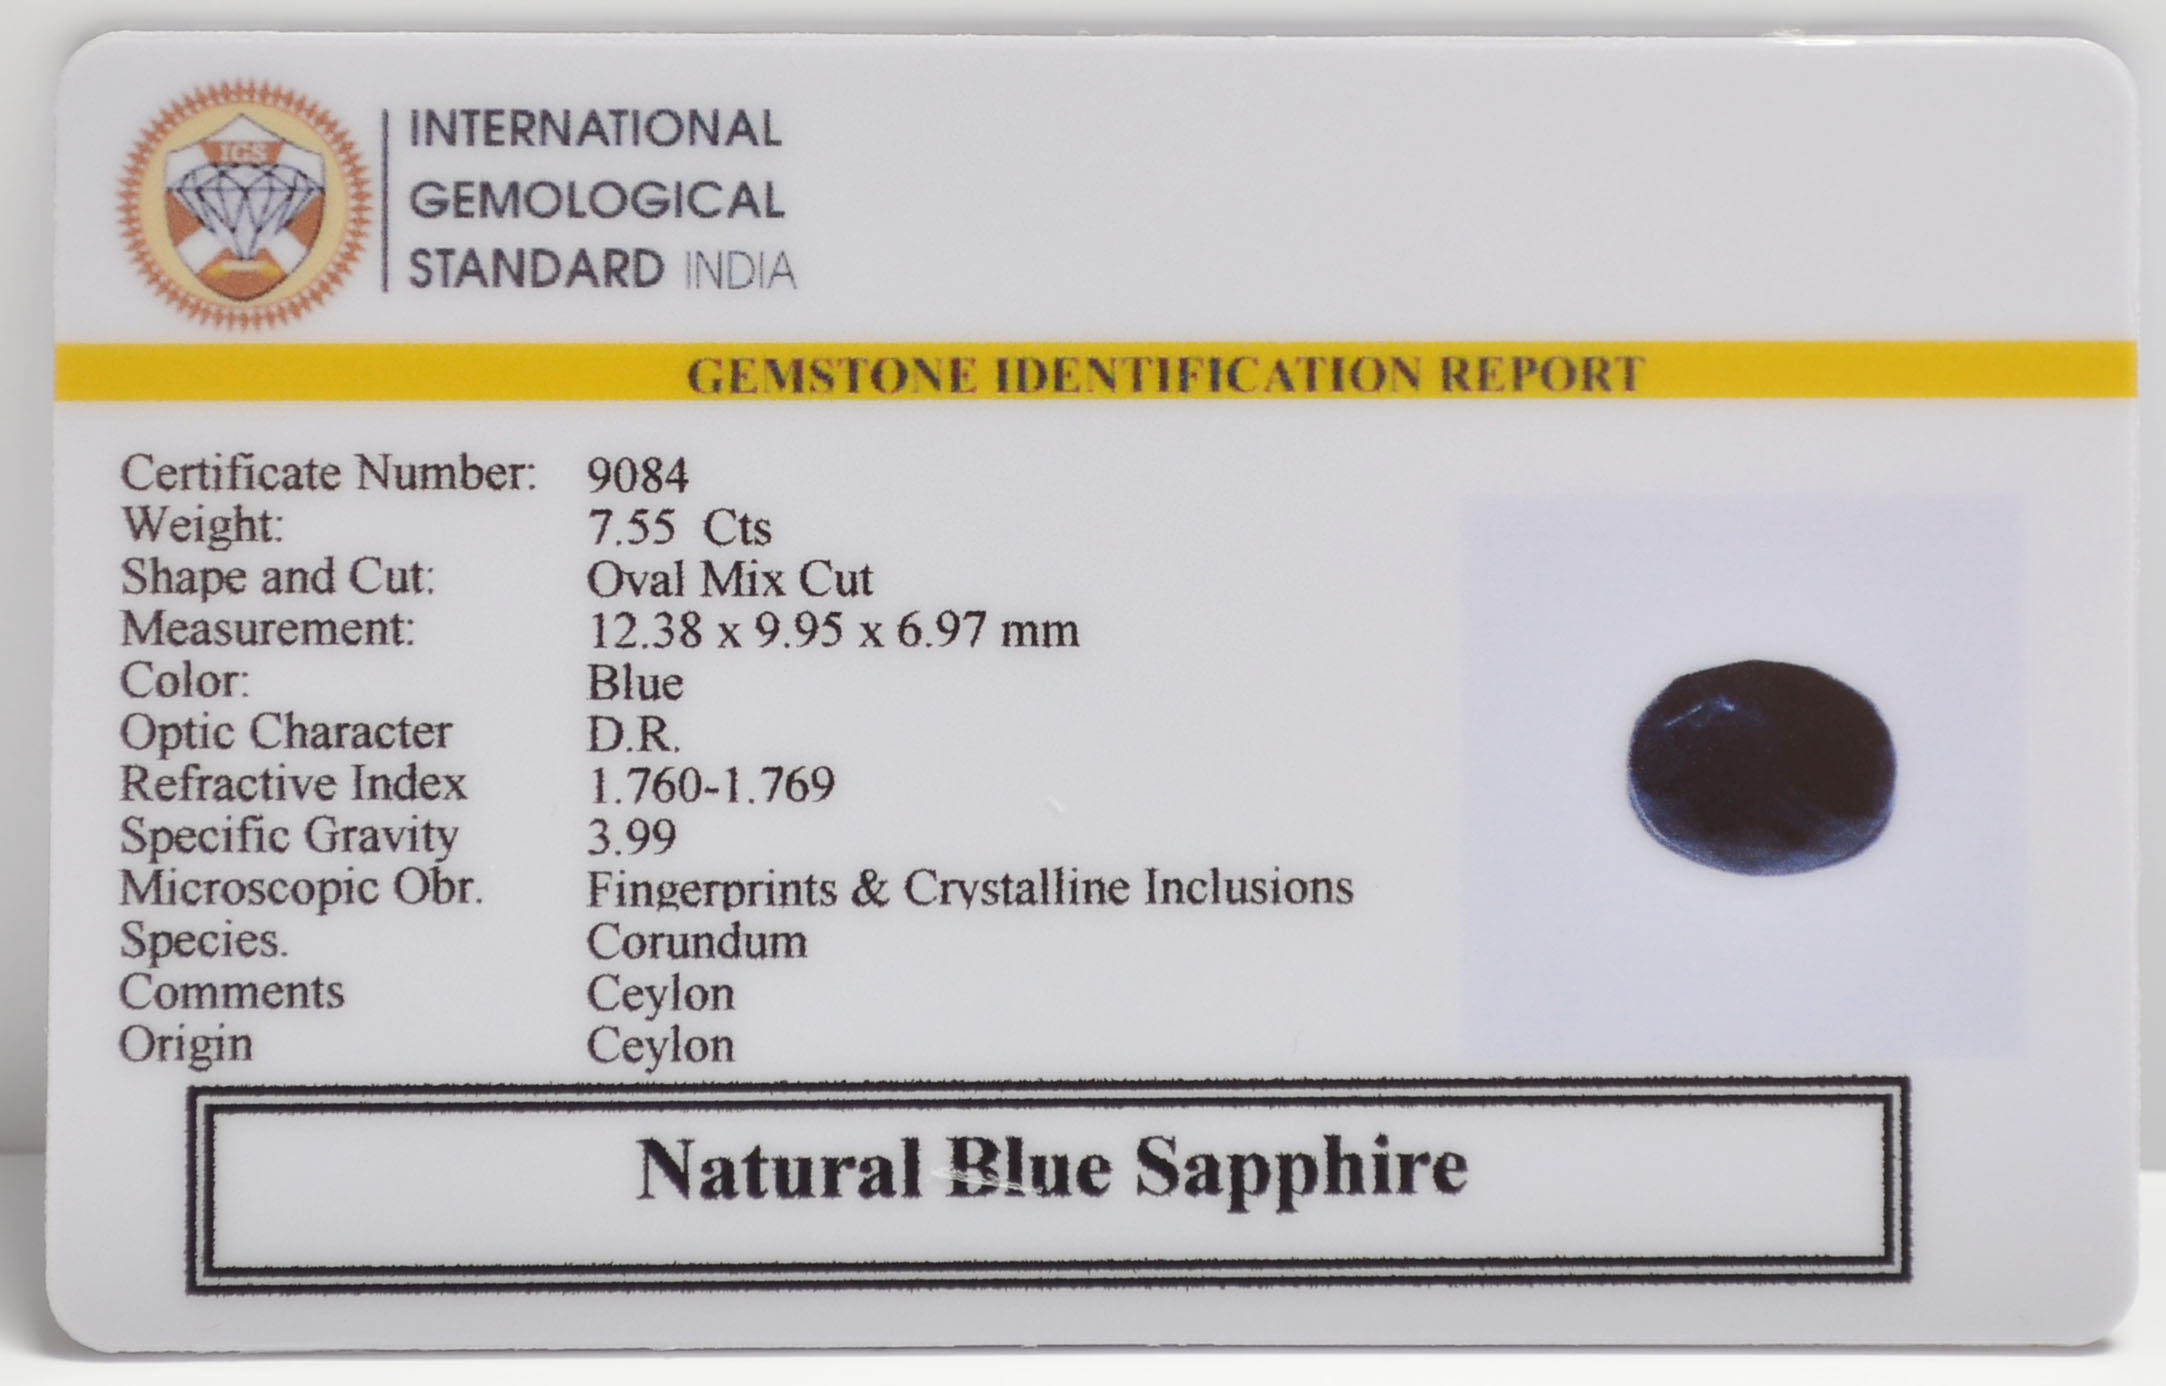 IGS
INTERNATIONAL
GEMOLOGICAL
STANDARD INDIA
GEMSTONE IDENTIFICATION REPORT
Certificate Number: 9084
Weight: 7.55 Cts
Shape and Cut: Oval Mix Cut
Measurement: 12.38 x 9.95 x 6.97 mm
Color: Blue
Optic Character D.R.
Refractive Index 1.760-1.769
Specific Gravity 3.99
Microscopic Obr. Fingerprints & Crystalline Inclusions
Species. Corundum
Comments Ceylon
Origin Ceylon
Natural Blue Sapphire